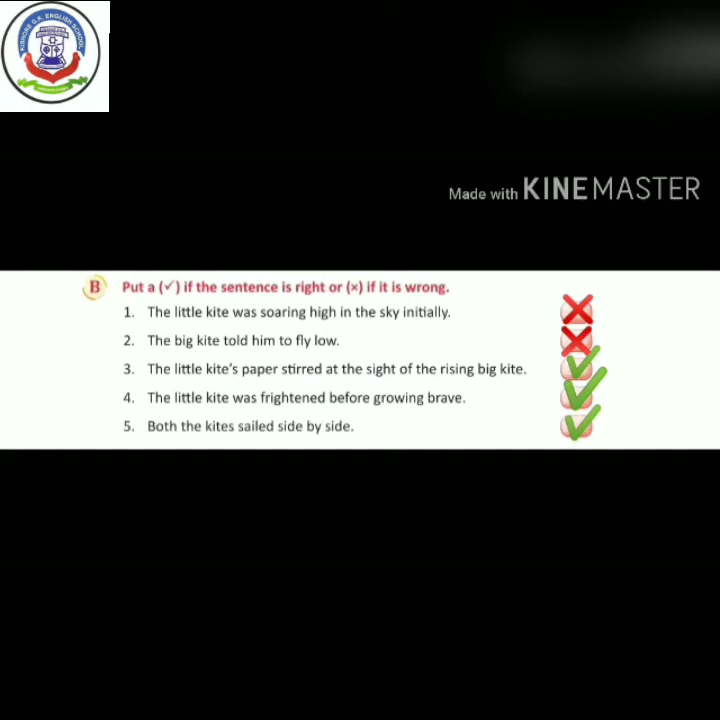 KISHORE G.K. ENGLISH SCHOOL
Made with KINEMASTER
B Put a (✓) if the sentence is right or (×) if it is wrong.
1. The little kite was soaring high in the sky initially.
2. The big kite told him to fly low.
3. The little kite's paper stirred at the sight of the rising big kite.
4. The little kite was frightened before growing brave.
5. Both the kites sailed side by side.